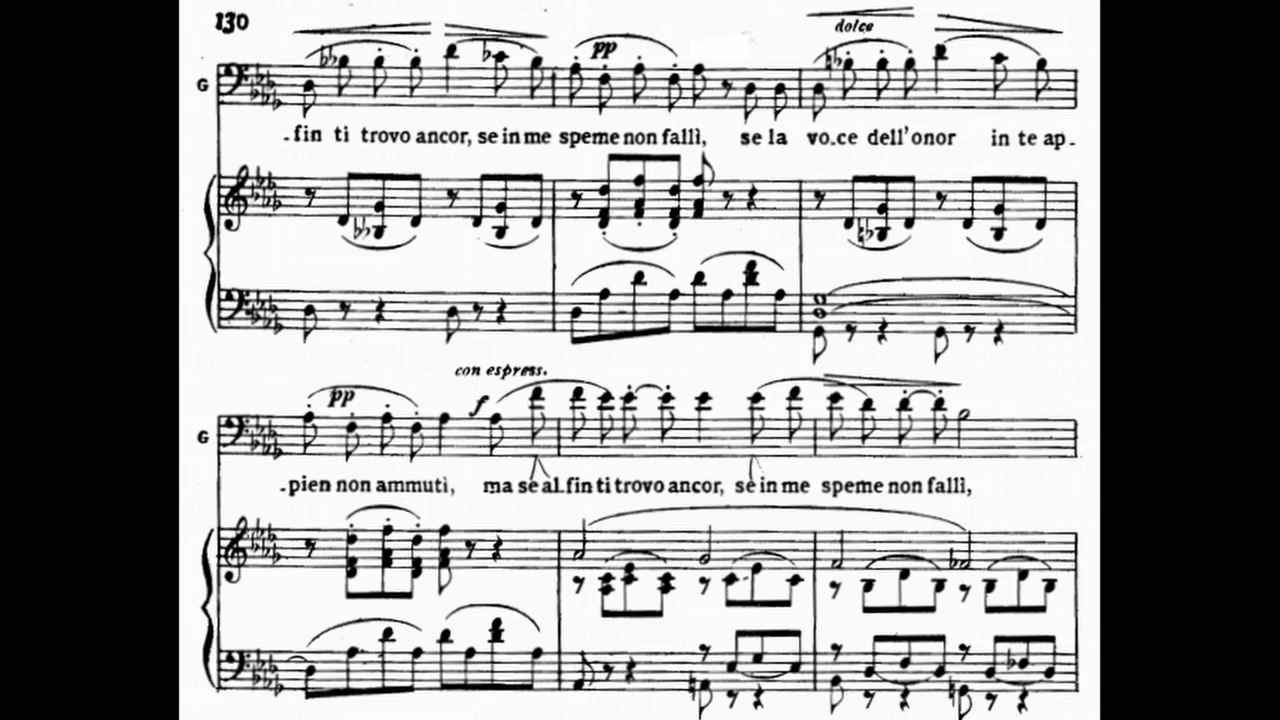 130
dolce
pp
G
-fin ti trovo ancor, se in me speme non fallì, se la vo-ce dell'onor in te ap-
con espress.
pp
f
G
-pien non ammuti, ma se al fin ti trovo ancor, se in me speme non fallì,